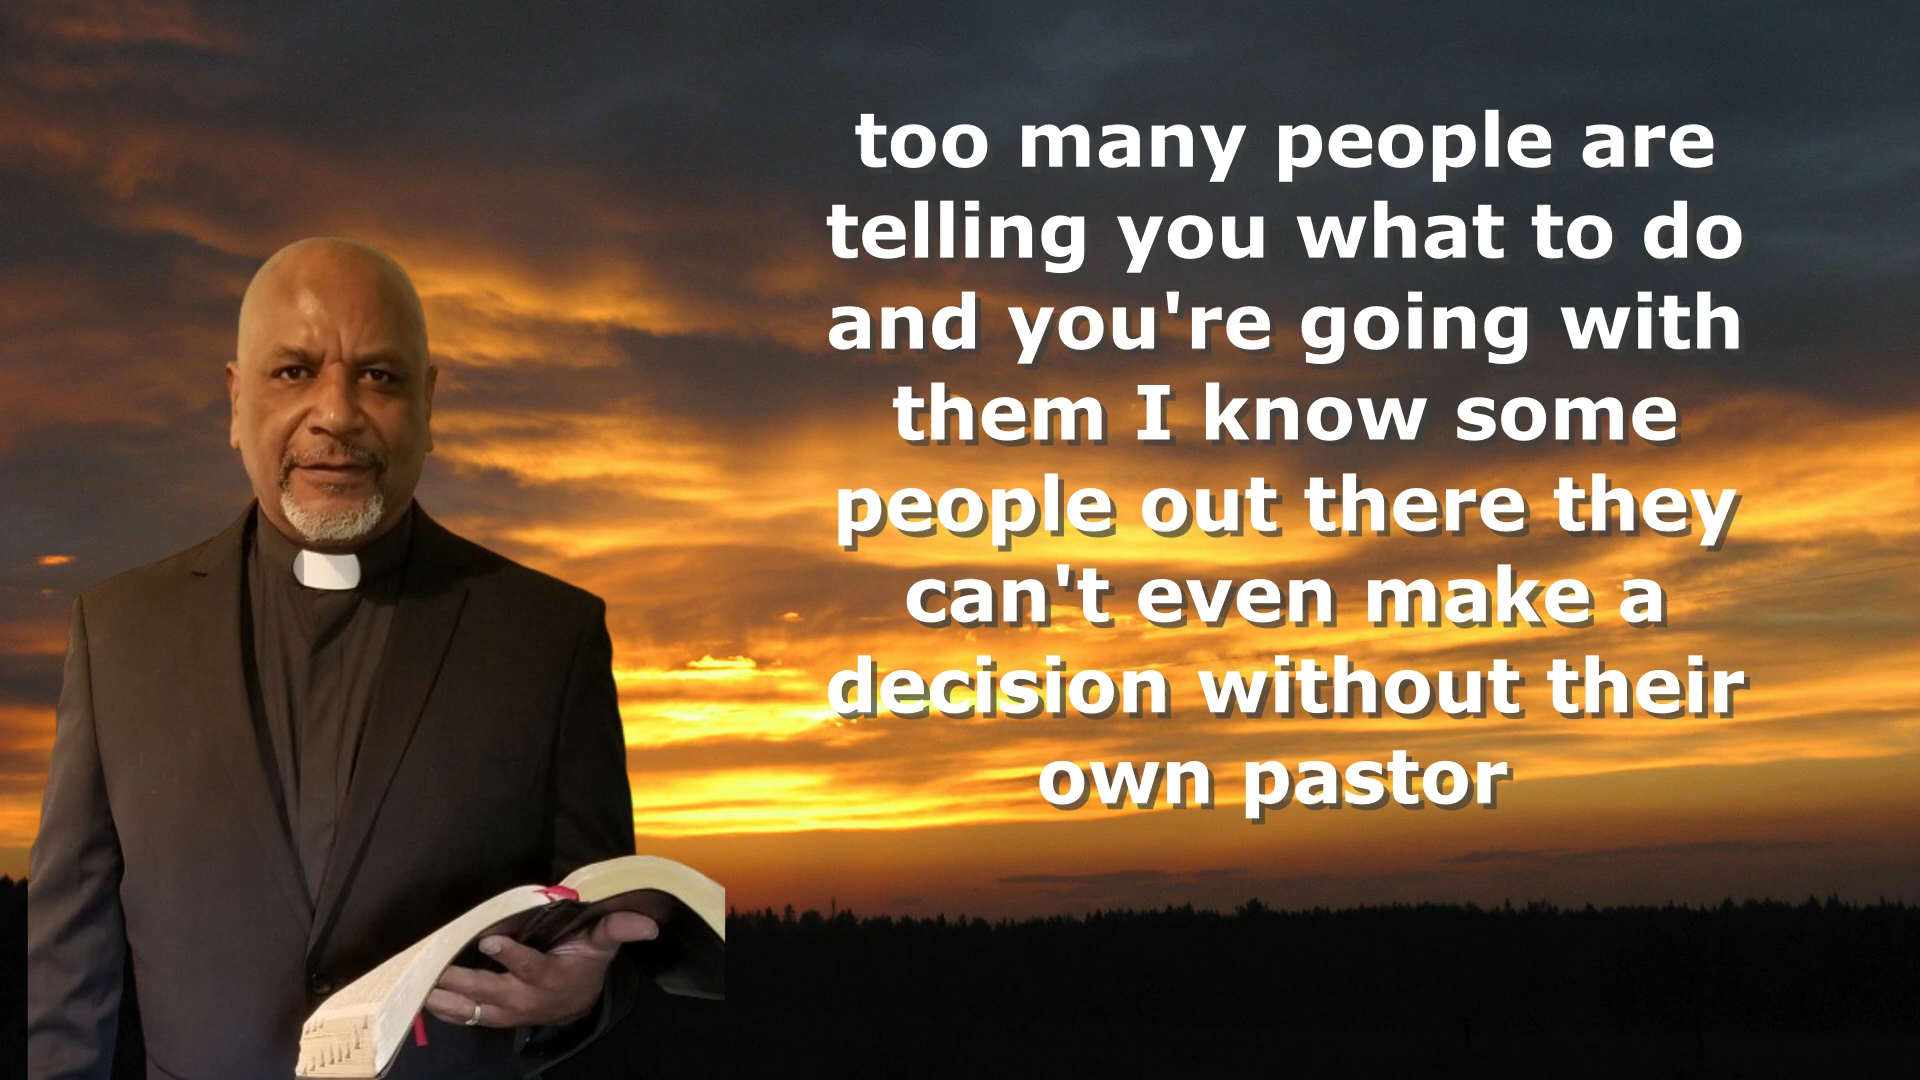 too many people are
telling you what to do
and you're going with
them I know some
people out there they
can't even make a
decision without their
own pastor